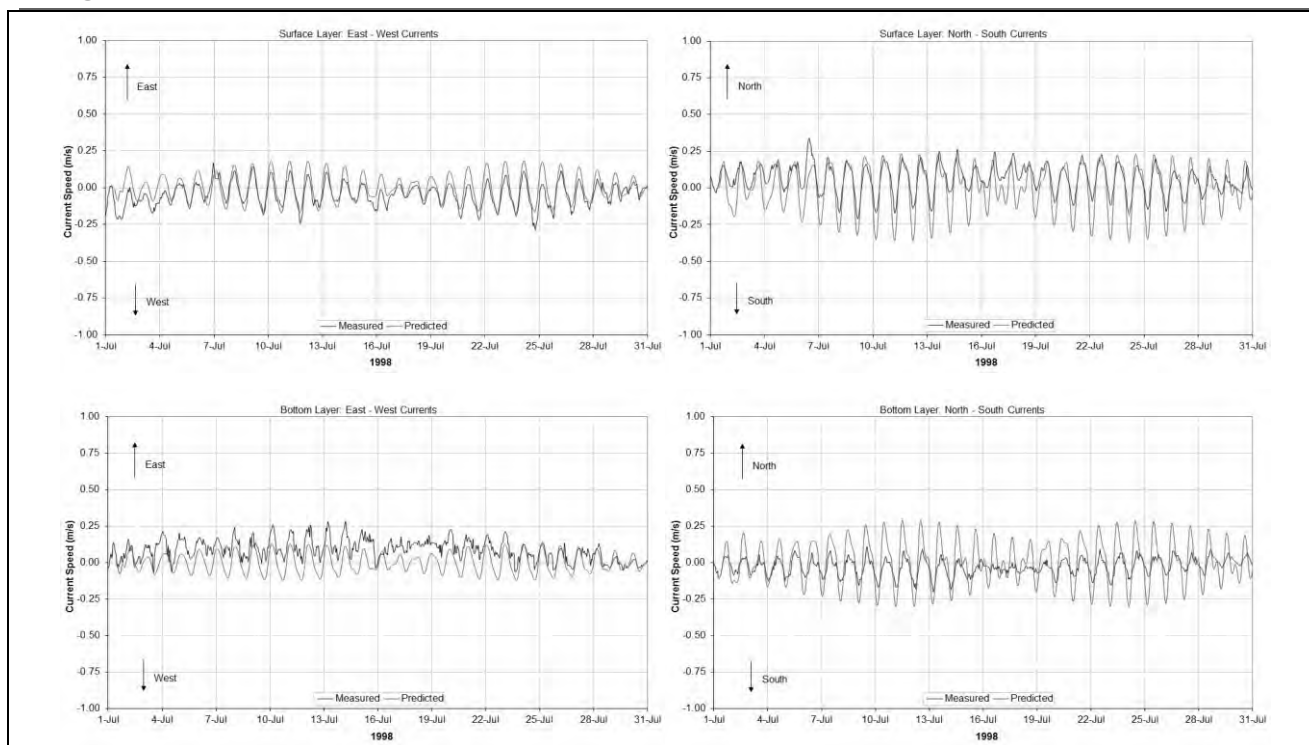 Surface Layer: East - West Currents
1.00
0.75
0.50
0.25
0.00
-0.25
-0.50
-0.75
-1.00
Current Speed (m/s)
East
West
Measured Predicted
1-Jul 4-Jul 7-Jul 10-Jul 13-Jul 16-Jul 19-Jul 22-Jul 25-Jul 28-Jul 31-Jul
1998
Surface Layer: North - South Currents
1.00
0.75
0.50
0.25
0.00
-0.25
-0.50
-0.75
-1.00
Current Speed (m/s)
North
South
Measured Predicted
1-Jul 4-Jul 7-Jul 10-Jul 13-Jul 16-Jul 19-Jul 22-Jul 25-Jul 28-Jul 31-Jul
1998
Bottom Layer: East - West Currents
1.00
0.75
0.50
0.25
0.00
-0.25
-0.50
-0.75
-1.00
Current Speed (m/s)
East
West
Measured Predicted
1-Jul 4-Jul 7-Jul 10-Jul 13-Jul 16-Jul 19-Jul 22-Jul 25-Jul 28-Jul 31-Jul
1998
Bottom Layer: North - South Currents
1.00
0.75
0.50
0.25
0.00
-0.25
-0.50
-0.75
-1.00
Current Speed (m/s)
North
South
Measured Predicted
1-Jul 4-Jul 7-Jul 10-Jul 13-Jul 16-Jul 19-Jul 22-Jul 25-Jul 28-Jul 31-Jul
1998